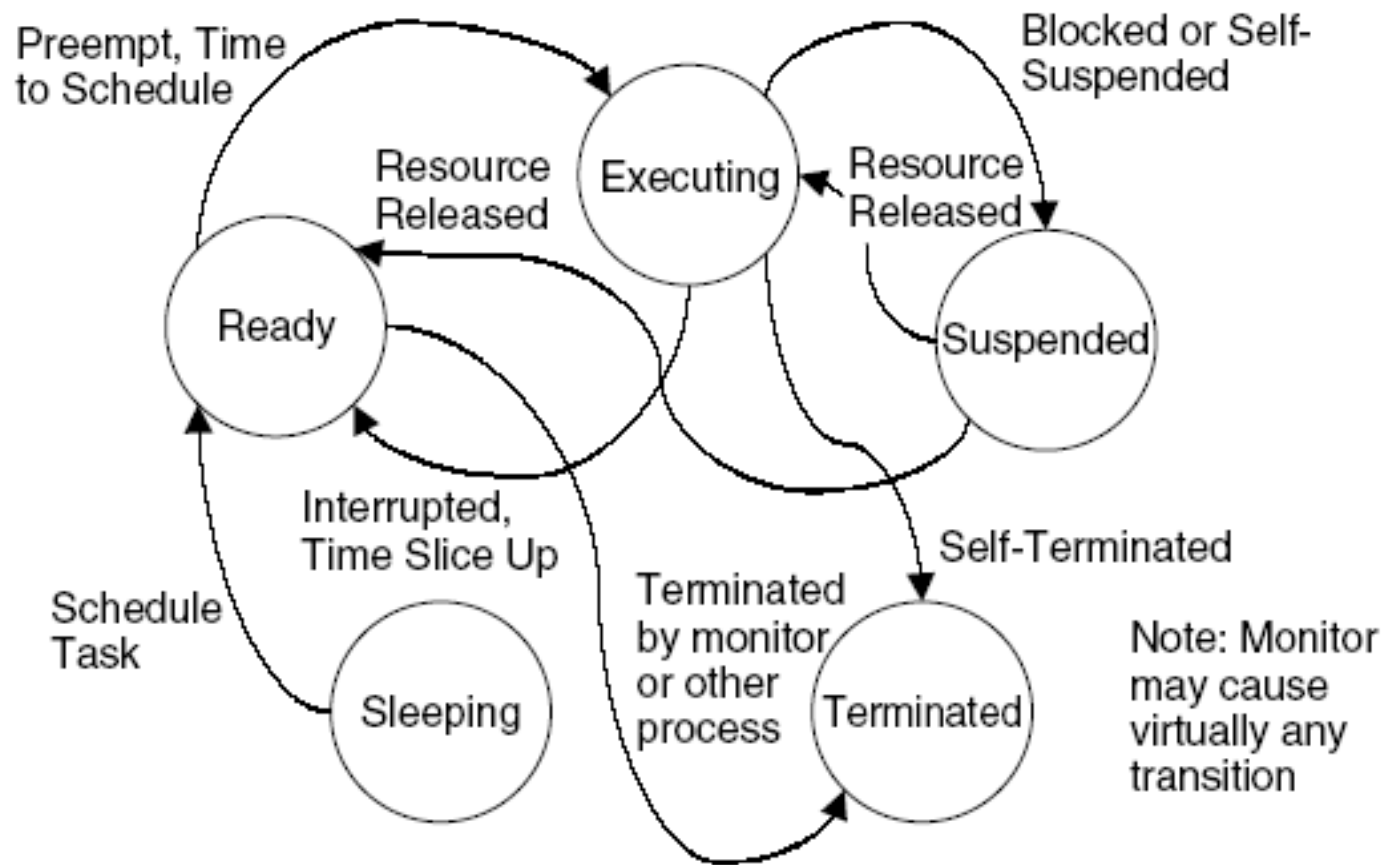 Preempt, Time
to Schedule
Blocked or Self-
Suspended
Executing
Resource
Released
Resource
Released
Ready
Suspended
Interrupted,
Time Slice Up
Self-Terminated
Schedule
Task
Terminated
by monitor
or other
process
Sleeping
Terminated
Note: Monitor
may cause
virtually any
transition